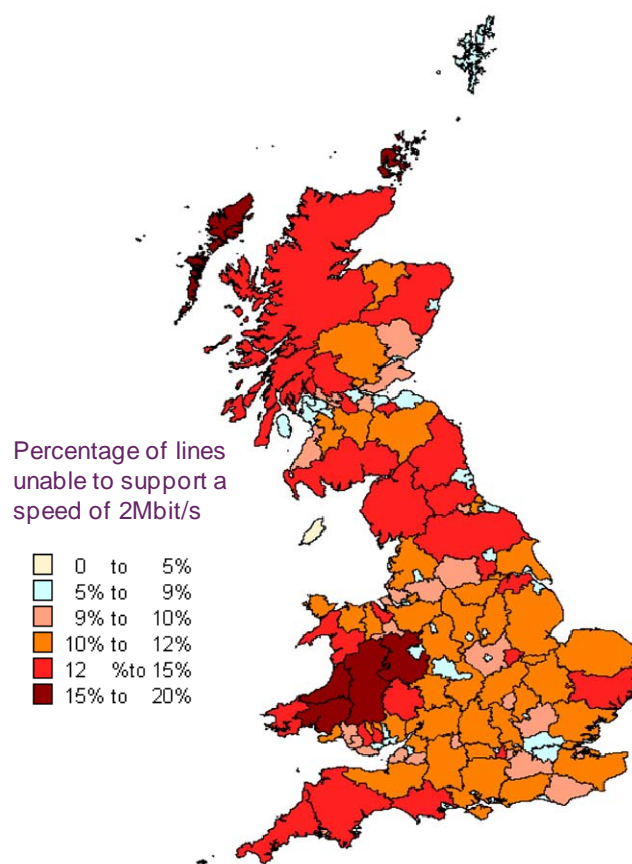 Percentage of lines
unable to support a
speed of 2Mbit/s
0 to 5%
5% to 9%
9% to 10%
10% to 12%
12 %to 15%
15% to 20%